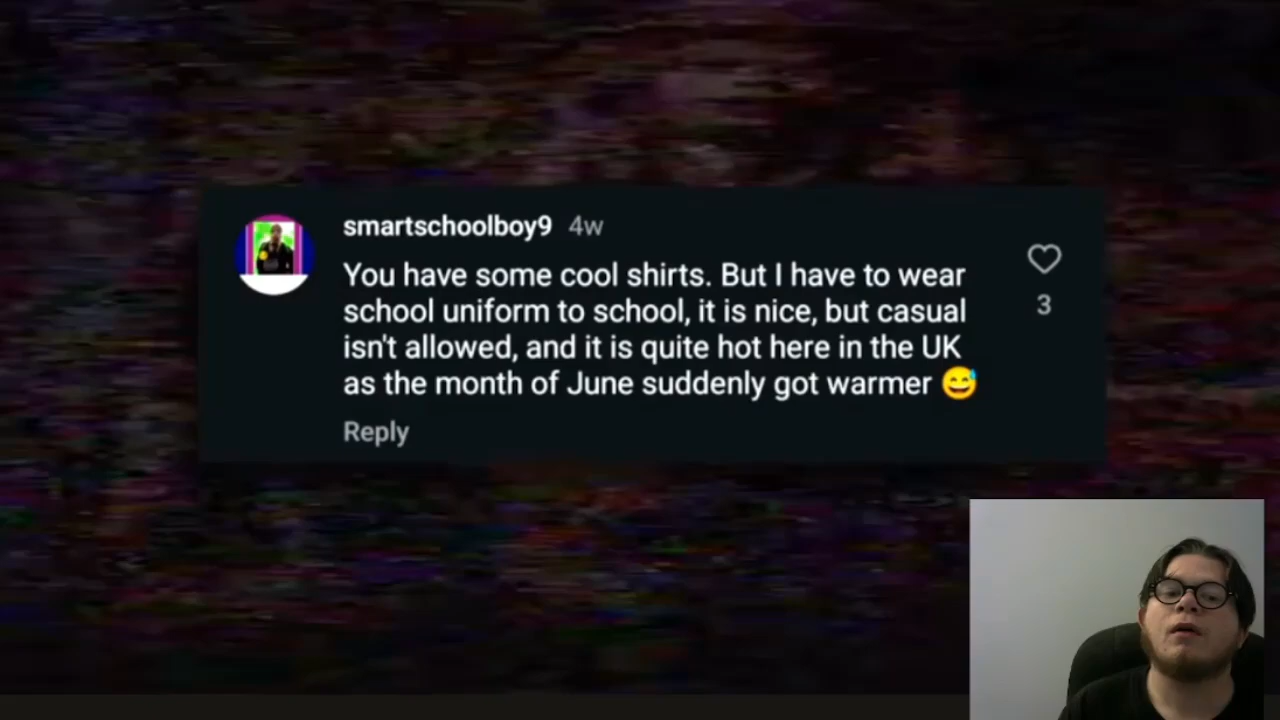 smartschoolboy9 4w
You have some cool shirts. But I have to wear
school uniform to school, it is nice, but casual
isn't allowed, and it is quite hot here in the UK
as the month of June suddenly got warmer 😅
3
Reply